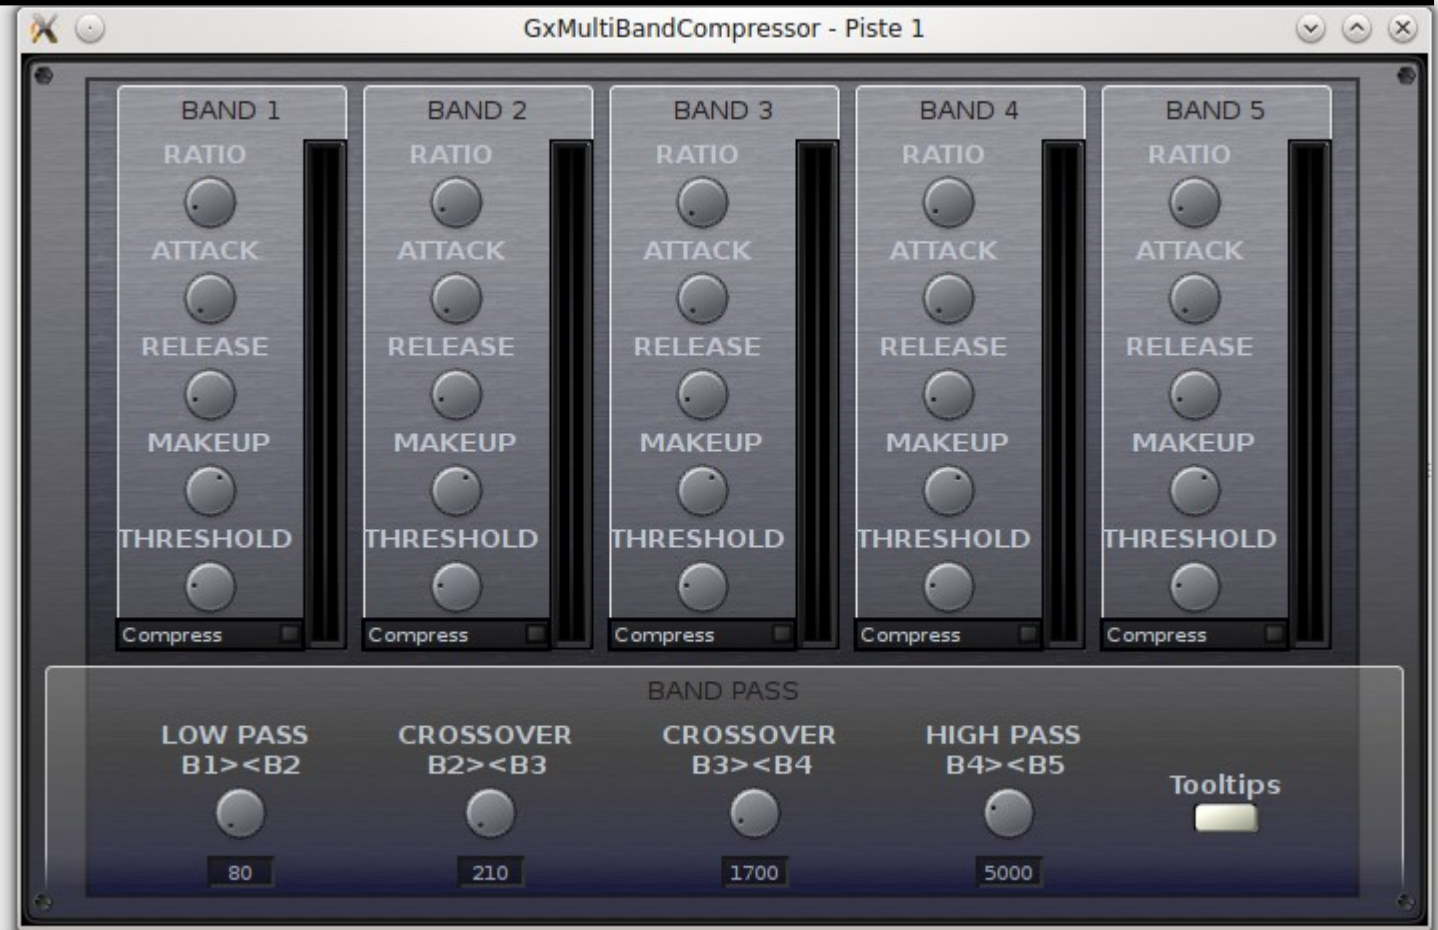 GxMultiBandCompressor - Piste 1
BAND 1
RATIO
ATTACK
RELEASE
MAKEUP
THRESHOLD
Compress
BAND 2
RATIO
ATTACK
RELEASE
MAKEUP
THRESHOLD
Compress
BAND 3
RATIO
ATTACK
RELEASE
MAKEUP
THRESHOLD
Compress
BAND 4
RATIO
ATTACK
RELEASE
MAKEUP
THRESHOLD
Compress
BAND 5
RATIO
ATTACK
RELEASE
MAKEUP
THRESHOLD
Compress
BAND PASS
LOW PASS
B1><B2
80
CROSSOVER
B2><B3
210
CROSSOVER
B3><B4
1700
HIGH PASS
B4><B5
5000
Tooltips